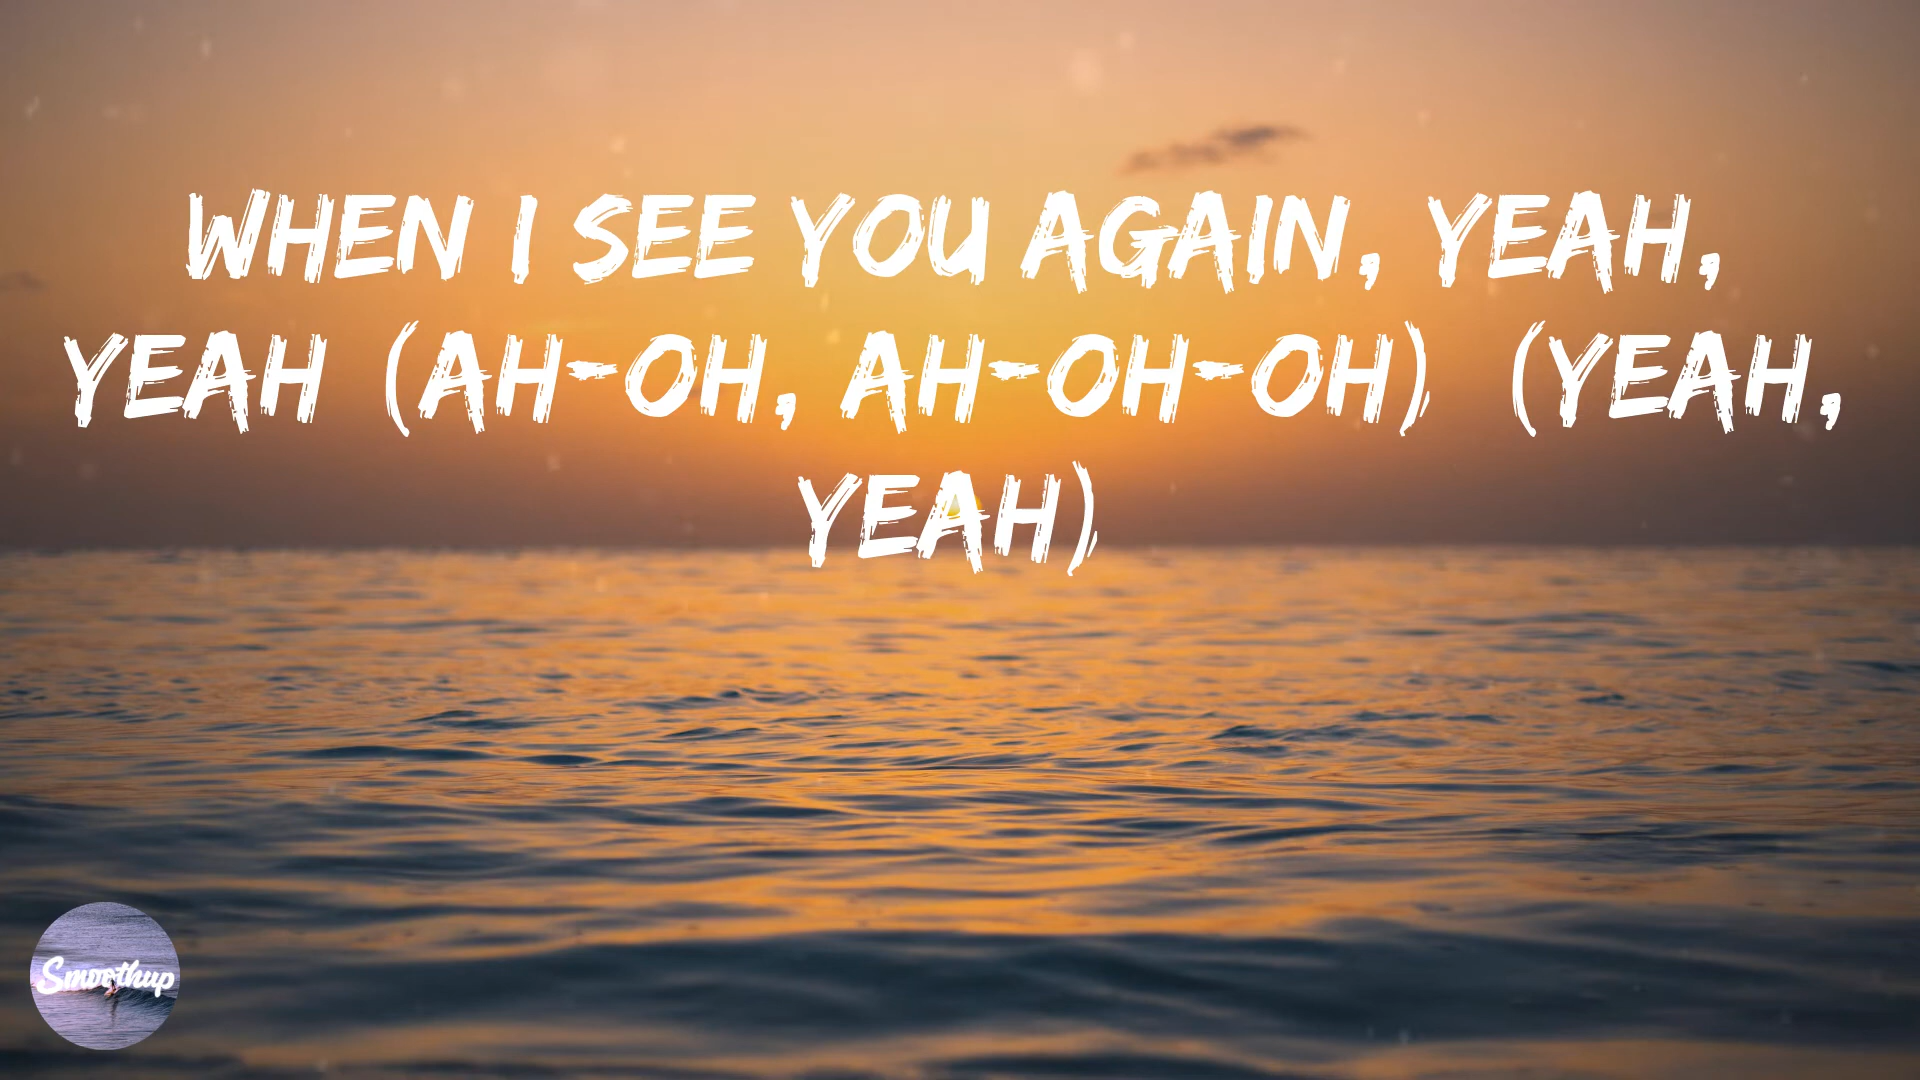 WHEN I SEE YOU AGAIN, YEAH,
YEAH (AH-OH, AH-OH-OH) (YEAH,
YEAH)
Smoothup